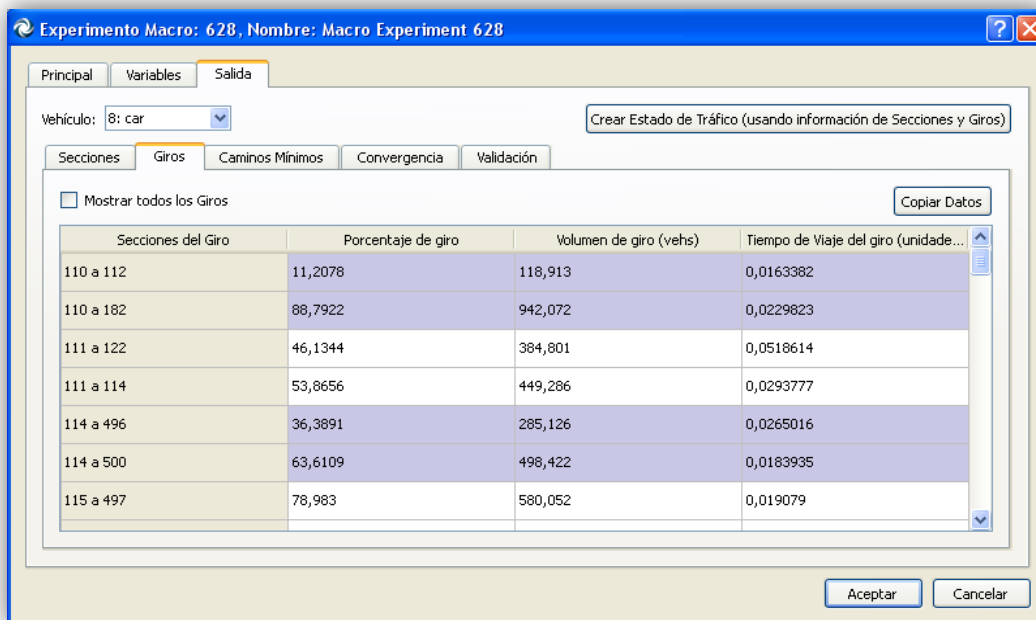 Experimento Macro: 628, Nombre: Macro Experiment 628
Principal Variables Salida
Vehículo: 8: car Crear Estado de Tráfico (usando información de Secciones y Giros)
Secciones Giros Caminos Mínimos Convergencia Validación
Mostrar todos los Giros Copiar Datos
Secciones del Giro Porcentaje de giro Volumen de giro (vehs) Tiempo de Viaje del giro (unidade...
110 a 112 11,2078 118,913 0,0163382
110 a 182 88,7922 942,072 0,0229823
111 a 122 46,1344 384,801 0,0518614
111 a 114 53,8656 449,286 0,0293777
114 a 496 36,3891 285,126 0,0265016
114 a 500 63,6109 498,422 0,0183935
115 a 497 78,983 580,052 0,019079
Aceptar Cancelar